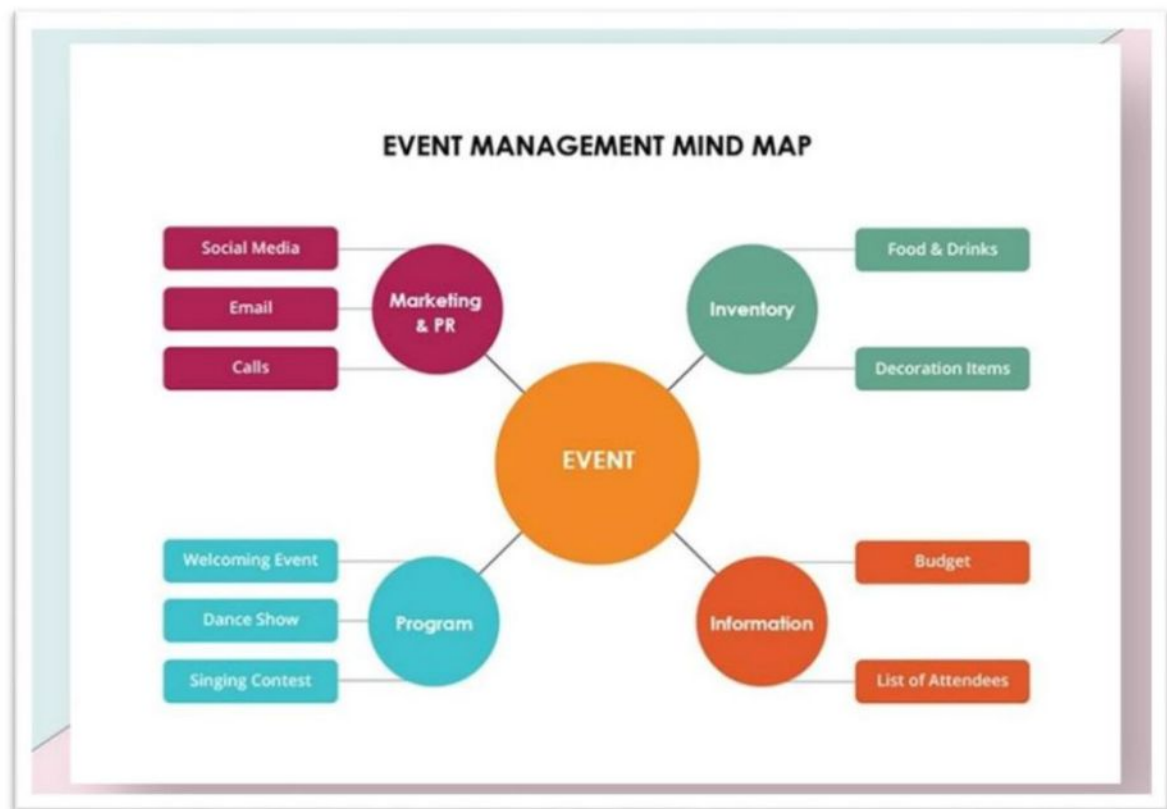 EVENT MANAGEMENT MIND MAP
Social Media
Email
Calls
Marketing
& PR
Inventory
Food & Drinks
Decoration Items
EVENT
Welcoming Event
Dance Show
Singing Contest
Program
Information
Budget
List of Attendees